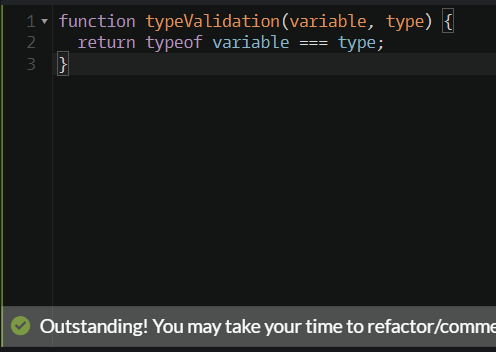 1 function typeValidation(variable, type) {
2 return typeof variable === type;
3 }
Outstanding! You may take your time to refactor/comme